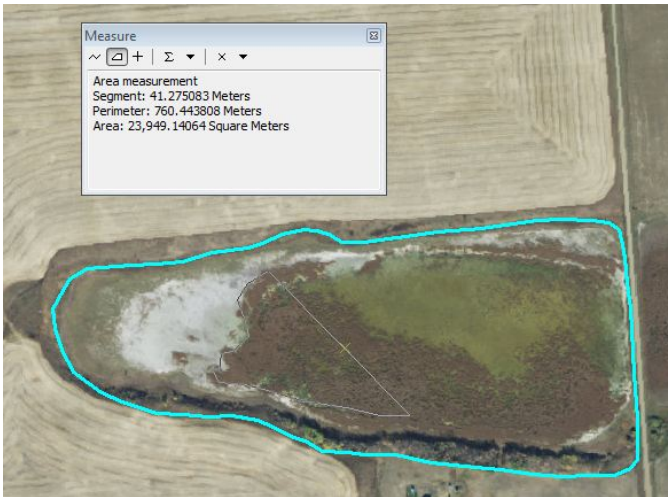 Measure
Area measurement
Segment: 41.275083 Meters
Perimeter: 760.443808 Meters
Area: 23,949.14064 Square Meters